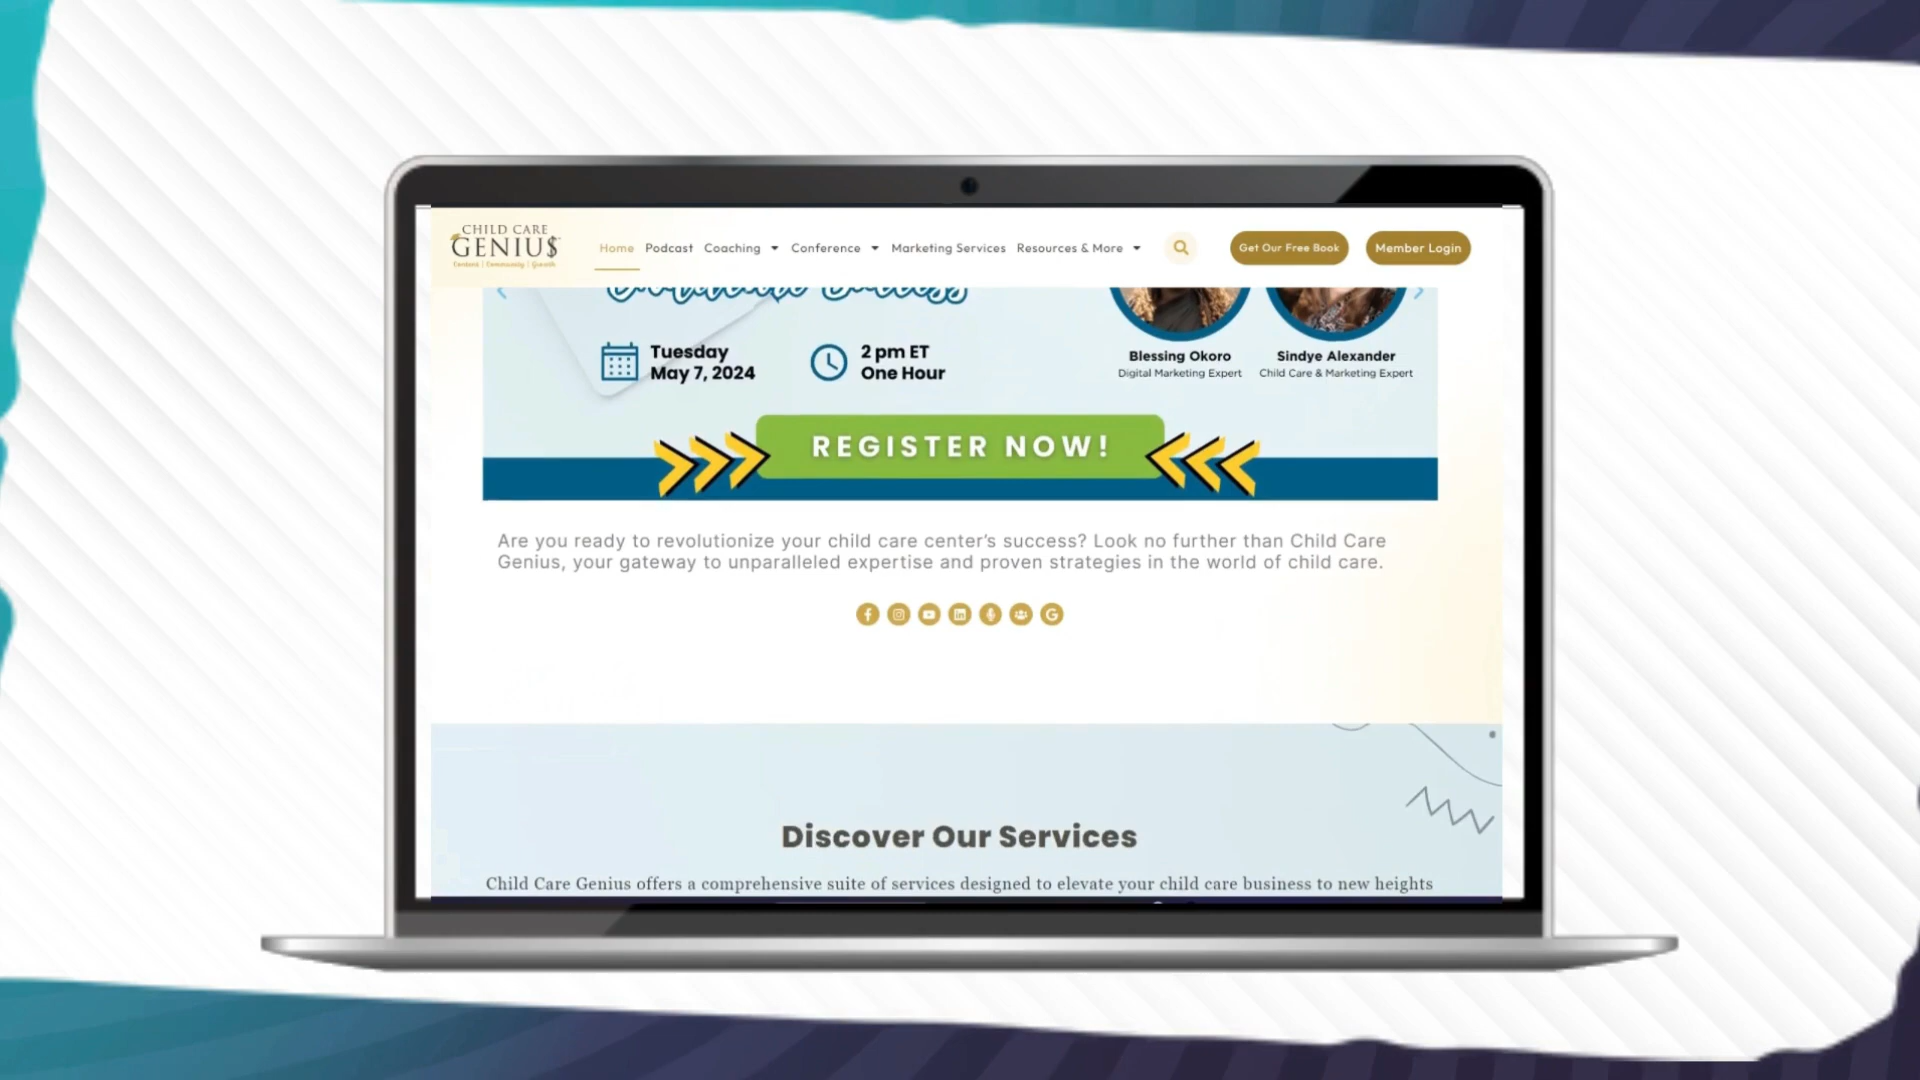 CHILD CARE
GENIU$
Content | Community | Growth
Home Podcast Coaching Conference Marketing Services Resources & More Get Our Free Book Member Login
Success
Tuesday
May 7, 2024
2 pm ET
One Hour
Blessing Okoro
Digital Marketing Expert
Sindye Alexander
Child Care & Marketing Expert
REGISTER NOW!
Are you ready to revolutionize your child care center's success? Look no further than Child Care
Genius, your gateway to unparalleled expertise and proven strategies in the world of child care.
Discover Our Services
Child Care Genius offers a comprehensive suite of services designed to elevate your child care business to new heights